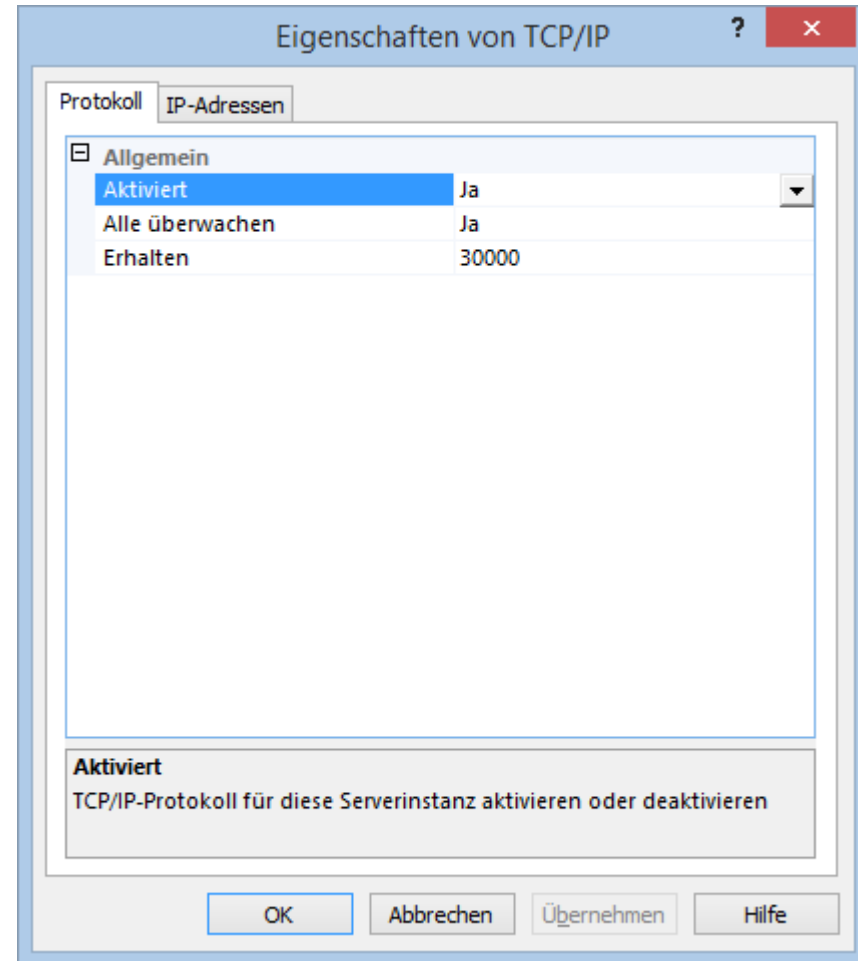 Eigenschaften von TCP/IP
?
×
Protokoll IP-Adressen
Allgemein
Aktiviert Ja
Alle überwachen Ja
Erhalten 30000
Aktiviert
TCP/IP-Protokoll für diese Serverinstanz aktivieren oder deaktivieren
OK Abbrechen Übernehmen Hilfe